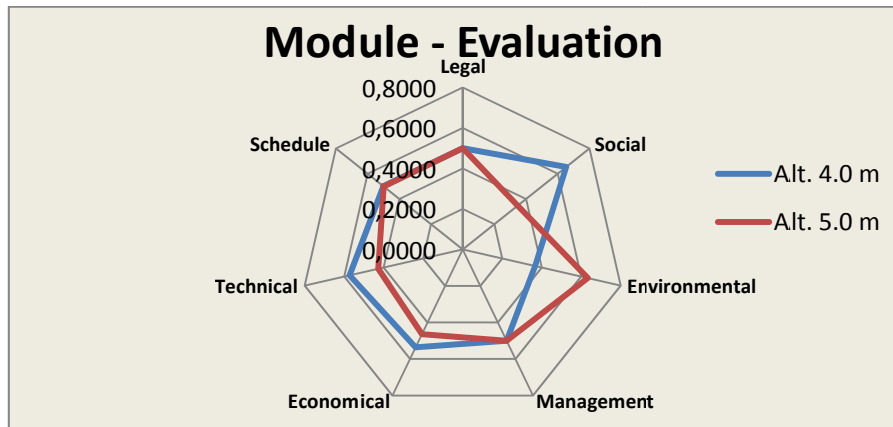 Module - Evaluation
Legal
0,8000
0,6000
0,4000
0,2000
0,0000
Schedule
Social
Alt. 4.0 m
Alt. 5.0 m
Technical
Environmental
Economical
Management